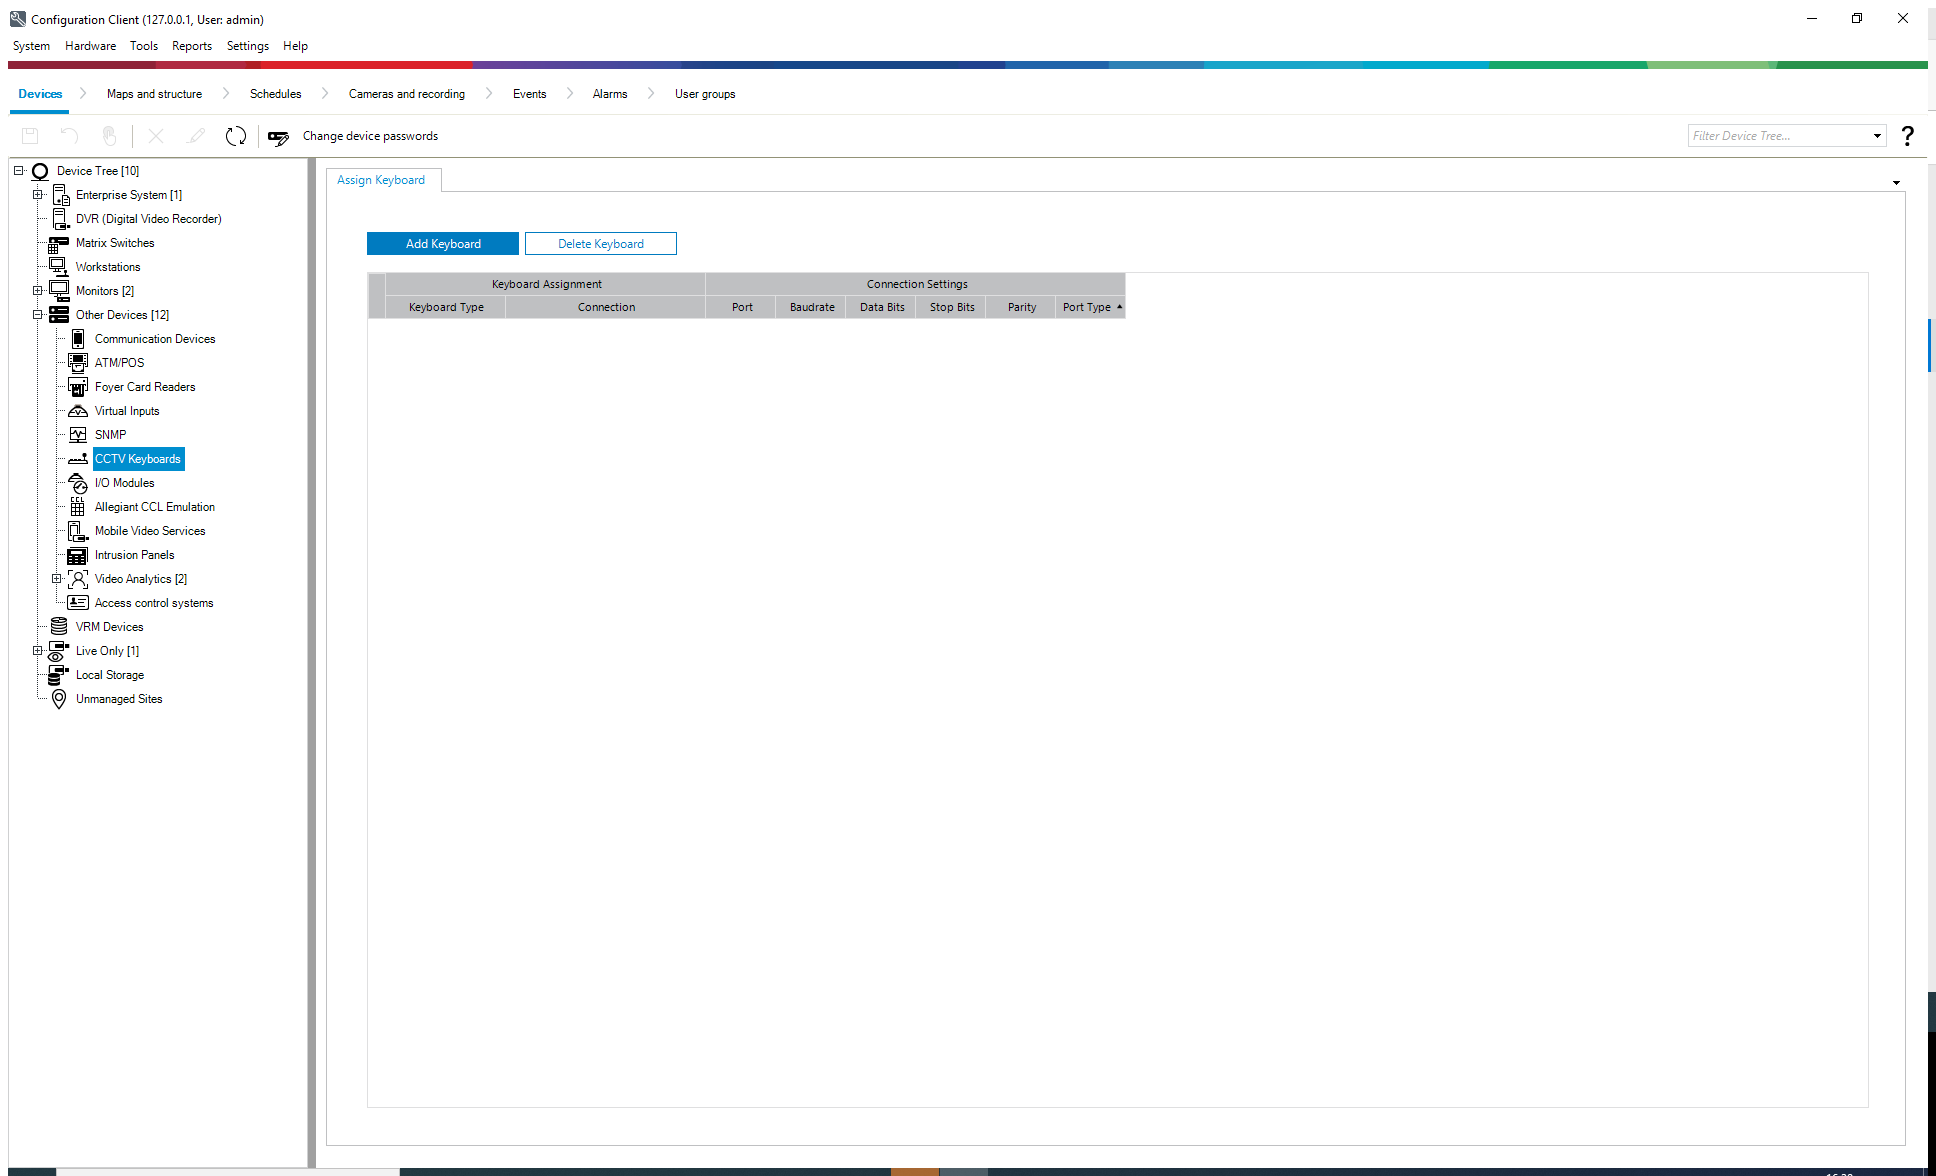 Configuration Client (127.0.0.1, User: admin)
System Hardware Tools Reports Settings Help
Devices Maps and structure Schedules Cameras and recording Events Alarms User groups
Change device passwords
Filter Device Tree...
?
Device Tree [10]
Enterprise System [1]
DVR (Digital Video Recorder)
Matrix Switches
Workstations
Monitors [2]
Other Devices [12]
Communication Devices
ATM/POS
Foyer Card Readers
Virtual Inputs
SNMP
CCTV Keyboards
I/O Modules
Allegiant CCL Emulation
Mobile Video Services
Intrusion Panels
Video Analytics [2]
Access control systems
VRM Devices
Live Only [1]
Local Storage
Unmanaged Sites
Assign Keyboard
Add Keyboard Delete Keyboard
Keyboard Assignment Connection Settings
Keyboard Type Connection Port Baudrate Data Bits Stop Bits Parity Port Type